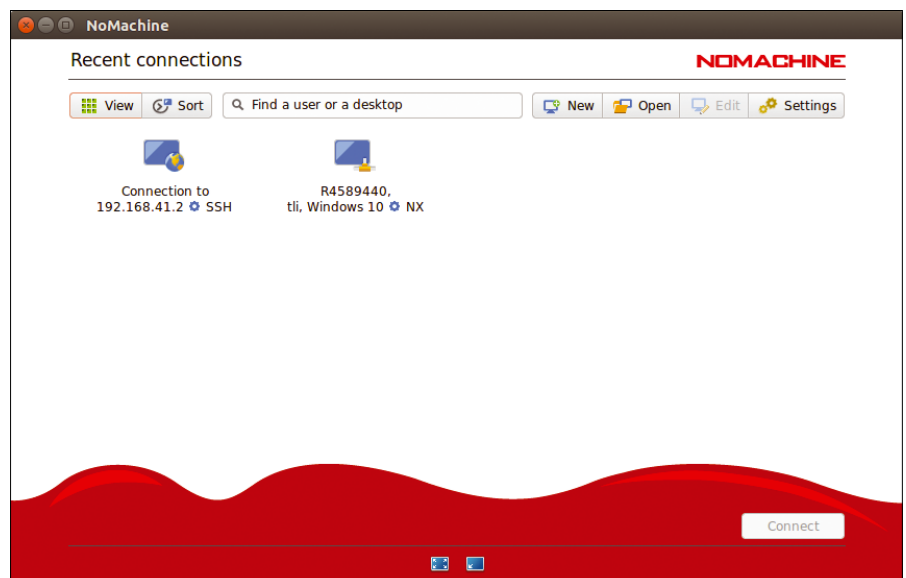 NoMachine
Recent connections
NOMACHINE
View Sort Find a user or a desktop New Open Edit Settings
Connection to
192.168.41.2 SSH
R4589440,
tli, Windows 10 NX
Connect